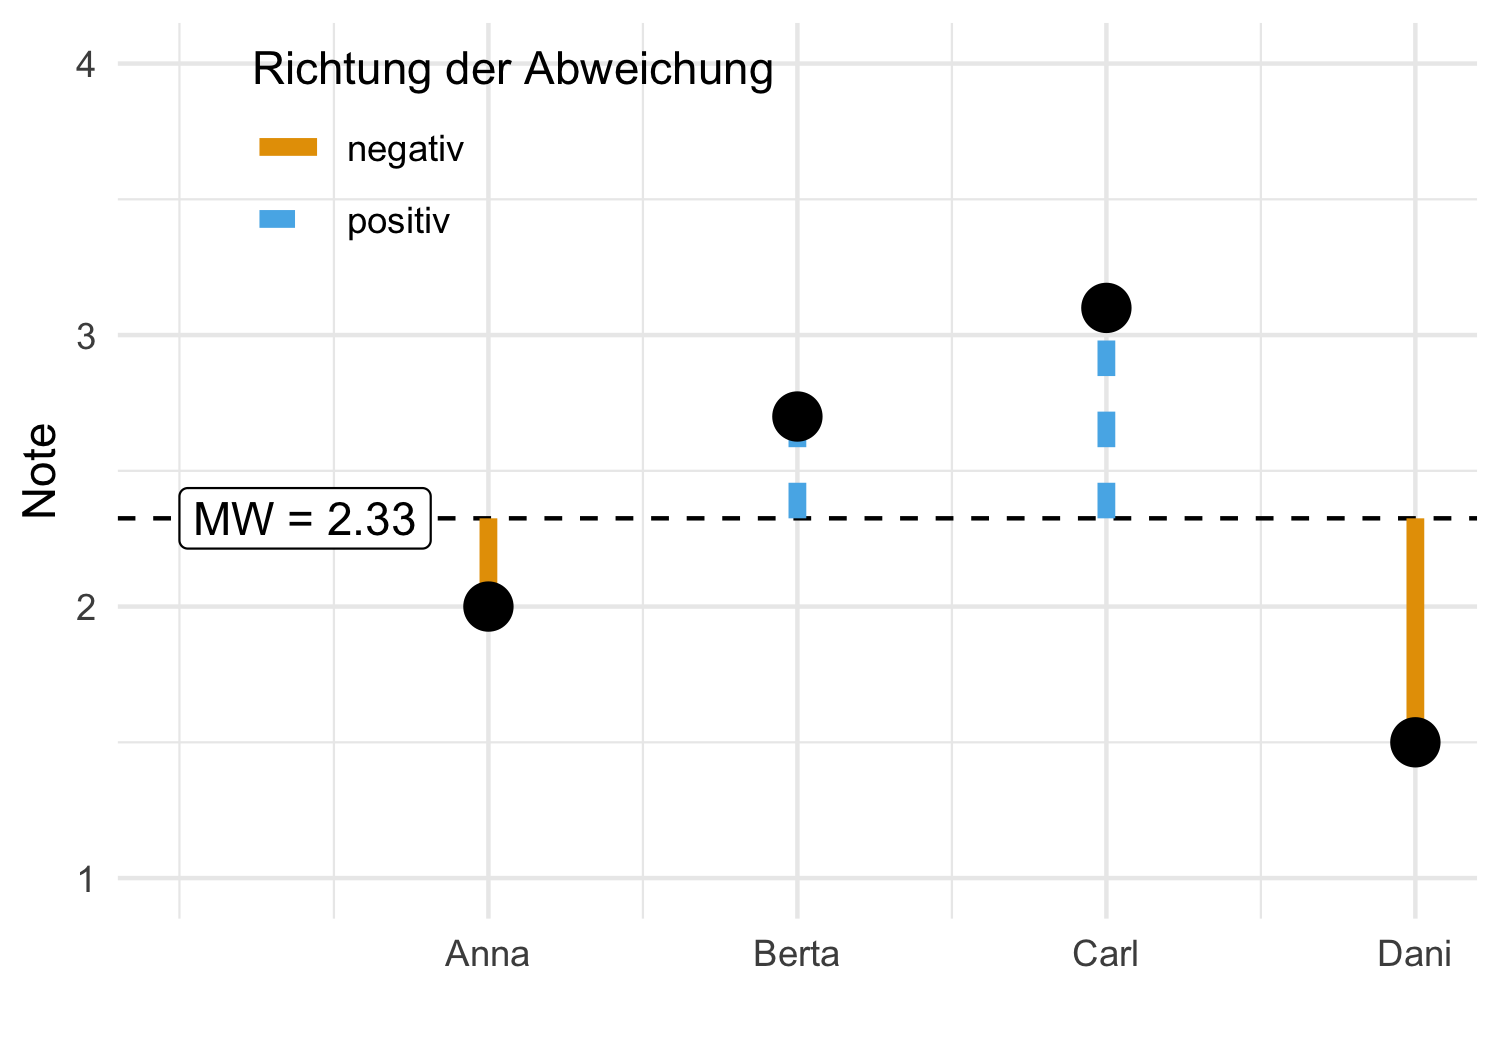 Richtung der Abweichung
negativ
positiv
4
3
2
1
Note
MW = 2.33
Anna Berta Carl Dani